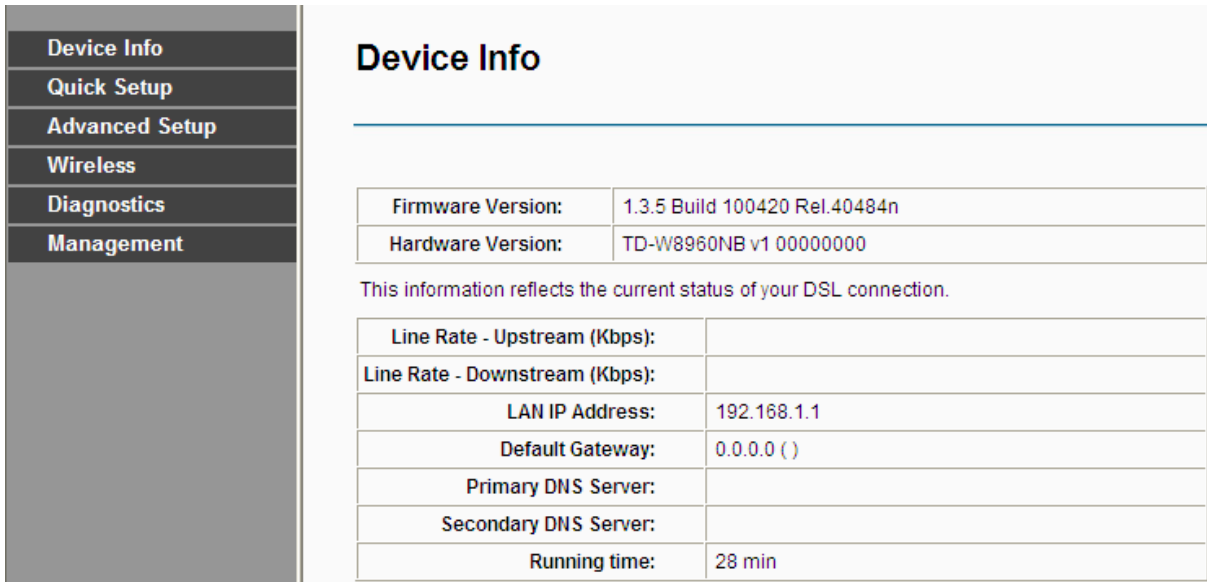 Device Info
Quick Setup
Advanced Setup
Wireless
Diagnostics
Management
Device Info
Firmware Version: 1.3.5 Build 100420 Rel.40484n
Hardware Version: TD-W8960NB v1 00000000
This information reflects the current status of your DSL connection.
Line Rate - Upstream (Kbps):
Line Rate - Downstream (Kbps):
LAN IP Address: 192.168.1.1
Default Gateway: 0.0.0.0 ( )
Primary DNS Server:
Secondary DNS Server:
Running time: 28 min